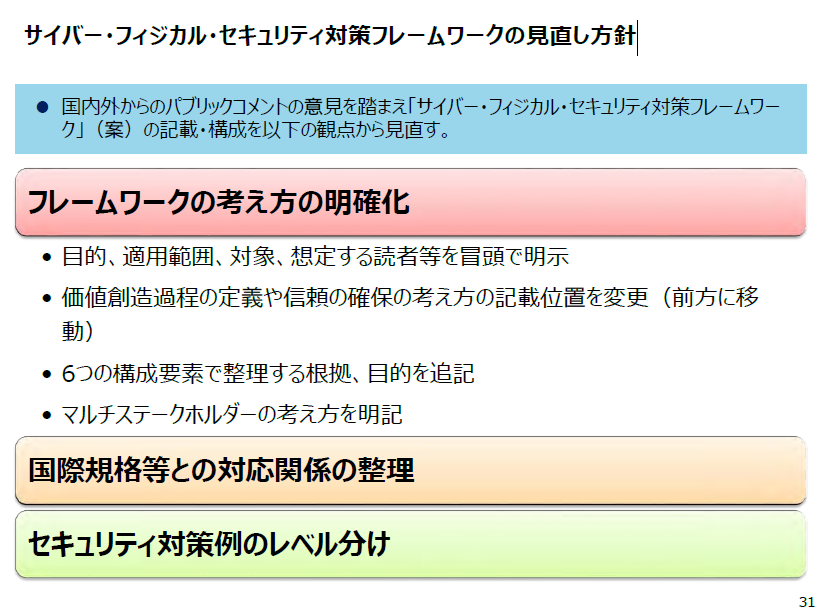 サイバー・フィジカル・セキュリティ対策フレームワークの見直し方針
● 国内外からのパブリックコメントの意見を踏まえ「サイバー・フィジカル・セキュリティ対策フレームワー
ク」（案）の記載・構成を以下の観点から見直す。
フレームワークの考え方の明確化
• 目的、適用範囲、対象、想定する読者等を冒頭で明示
• 価値創造過程の定義や信頼の確保の考え方の記載位置を変更（前方に移
動）
• 6つの構成要素で整理する根拠、目的を追記
• マルチステークホルダーの考え方を明記
国際規格等との対応関係の整理
セキュリティ対策例のレベル分け
31